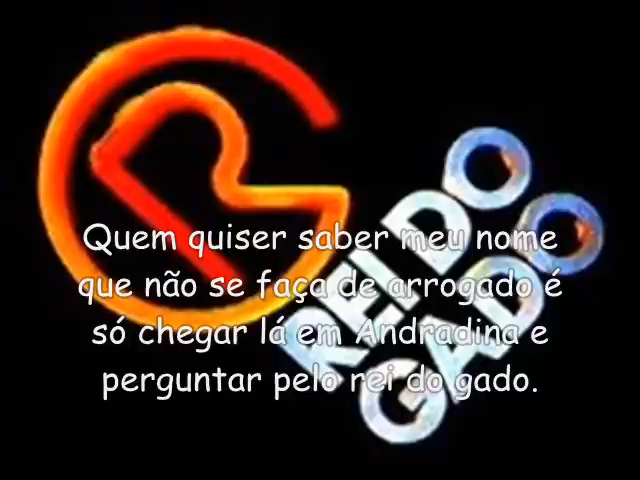 Quem quiser saber meu nome
que não se faça de arrogado é
só chegar lá em Andradina e
perguntar pelo rei do gado.
REI DO
GADO